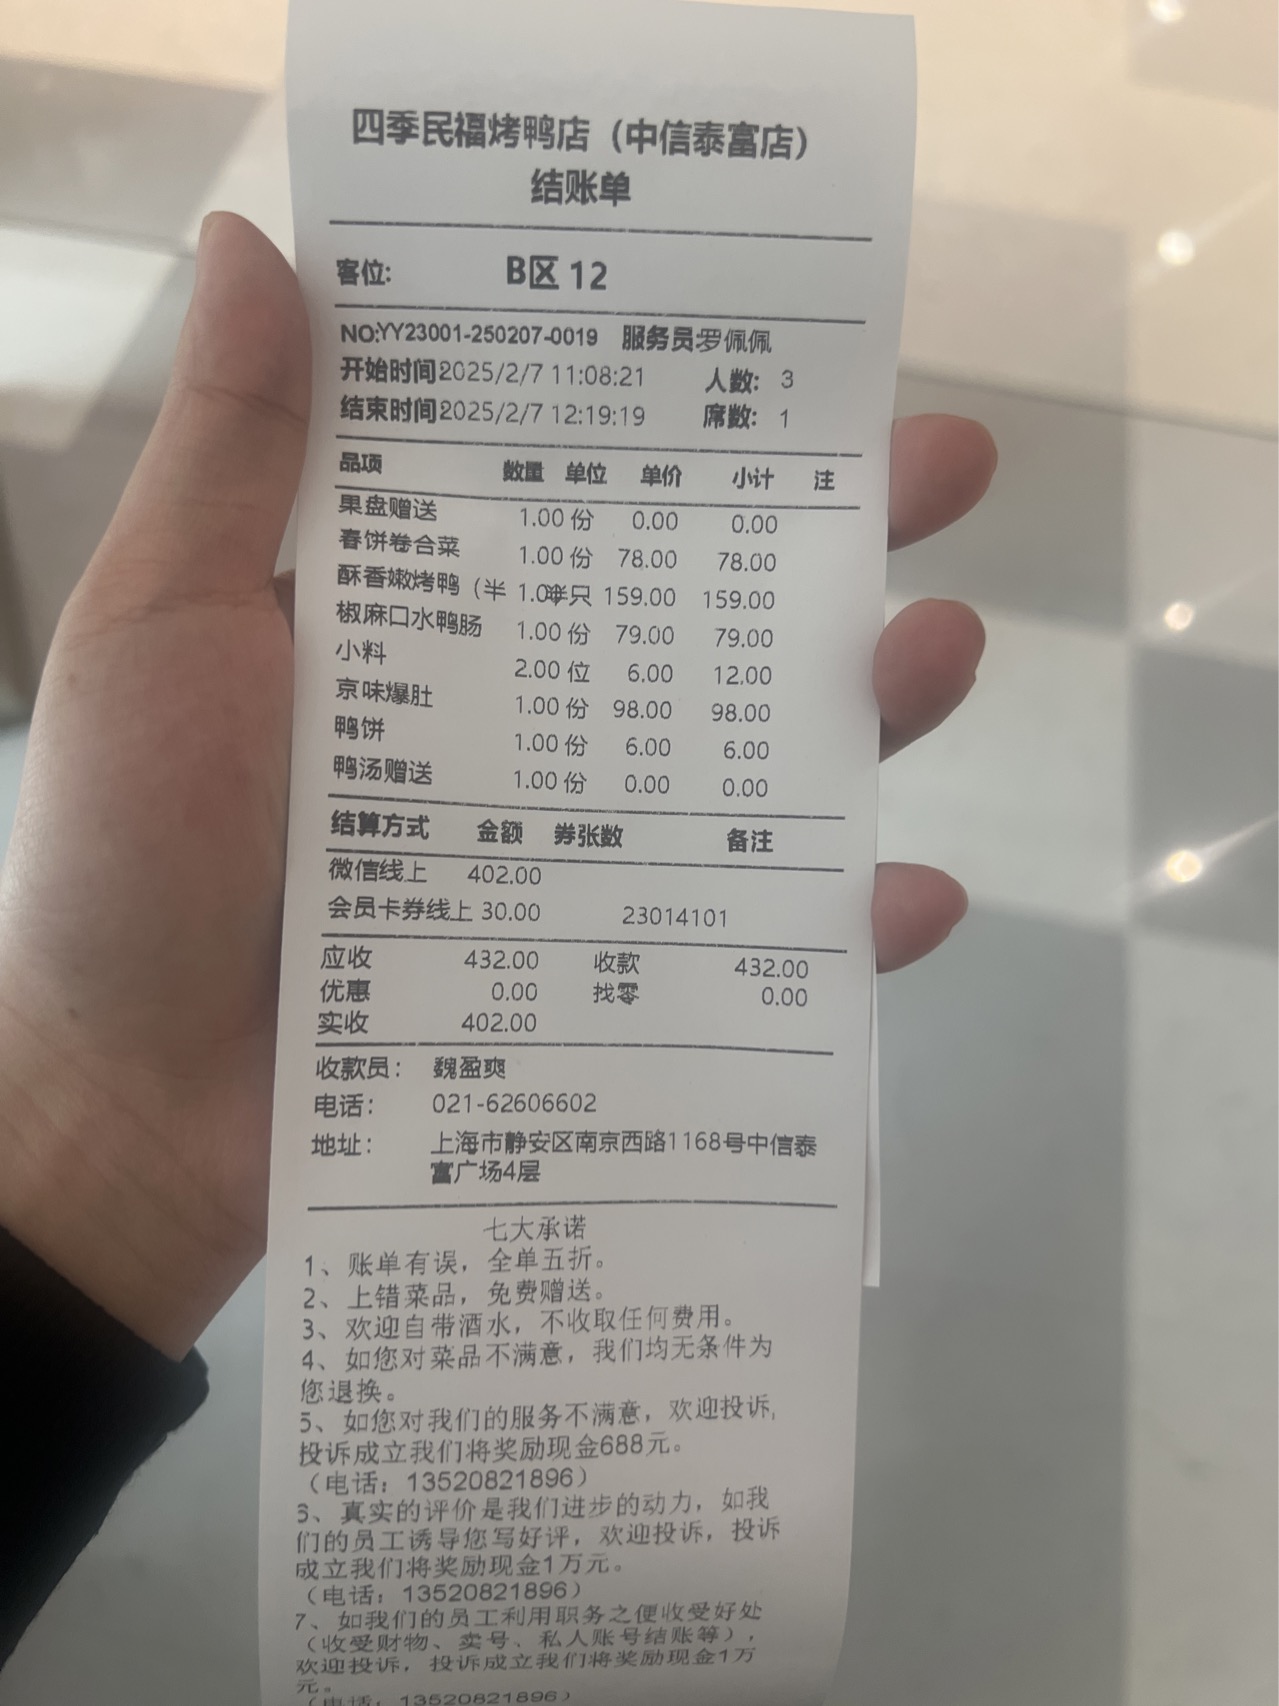 四季民福烤鸭店（中信泰富店）
结账单
客位: B区 12
NO:YY23001-250207-0019 服务员:罗佩佩
开始时间2025/2/7 11:08:21 人数: 3
结束时间2025/2/7 12:19:19 席数: 1
品项 数量 单位 单价 小计 注
果盘赠送 1.00 份 0.00 0.00
春饼卷合菜 1.00 份 78.00 78.00
酥香嫩烤鸭（半 1.00半只 159.00 159.00
椒麻口水鸭肠 1.00 份 79.00 79.00
小料 2.00 位 6.00 12.00
京味爆肚 1.00 份 98.00 98.00
鸭饼 1.00 份 6.00 6.00
鸭汤赠送 1.00 份 0.00 0.00
结算方式 金额 券张数 备注
微信线上 402.00
会员卡券线上 30.00 23014101
应收 432.00 收款 432.00
优惠 0.00 找零 0.00
实收 402.00
收款员： 魏盈爽
电话： 021-62606602
地址： 上海市静安区南京西路1168号中信泰
富广场4层
七大承诺
1、账单有误，全单五折。
2、上错菜品，免费赠送。
3、欢迎自带酒水，不收取任何费用。
4、如您对菜品不满意，我们均无条件为
您退换。
5、如您对我们的服务不满意，欢迎投诉,
投诉成立我们将奖励现金688元。
（电话：13520821896）
6、真实的评价是我们进步的动力，如我
们的员工诱导您写好评，欢迎投诉，投诉
成立我们将奖励现金1万元。
（电话：13520821896）
7、如我们的员工利用职务之便收受好处
（收受财物、卖号、私人账号结账等），
欢迎投诉，投诉成立我们将奖励现金1万
元。
（电话：13520821896）